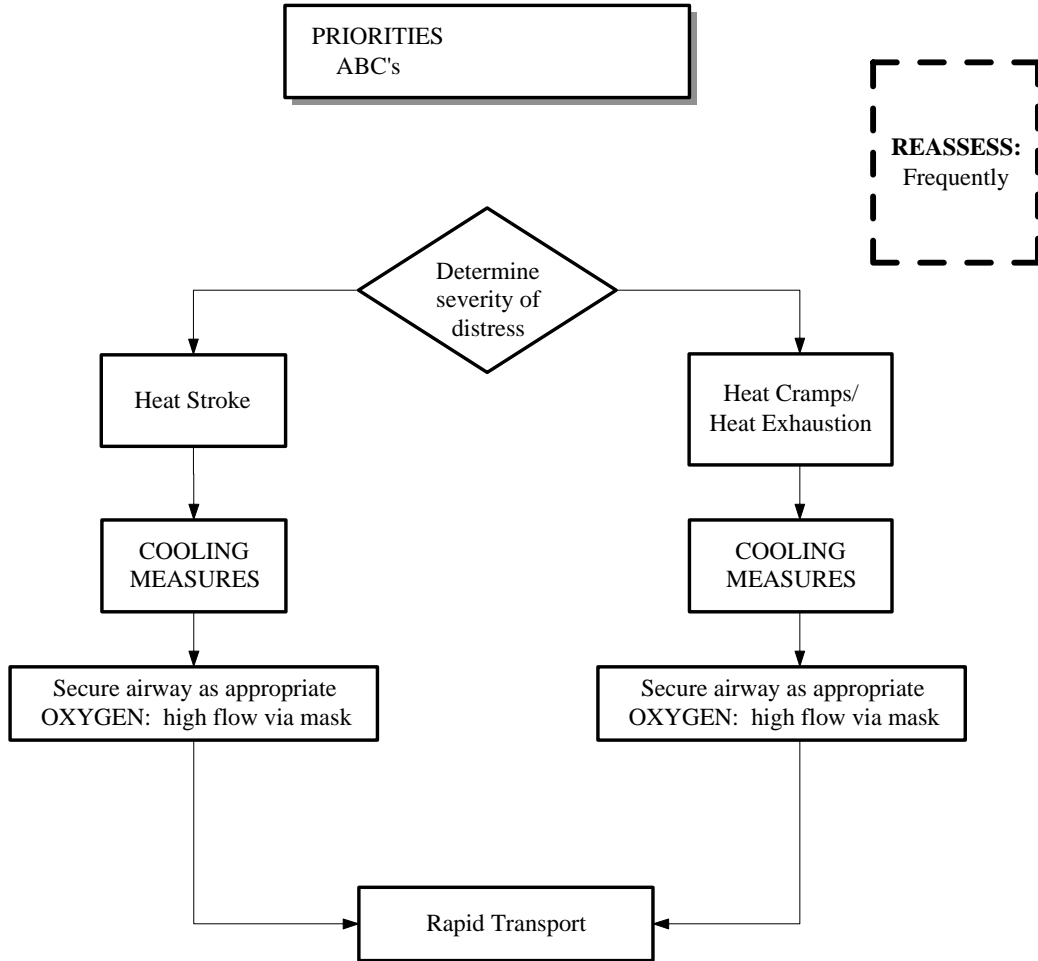 PRIORITIES
ABC's
REASSESS:
Frequently
Determine
severity of
distress
Heat Stroke
Heat Cramps/
Heat Exhaustion
COOLING
MEASURES
COOLING
MEASURES
Secure airway as appropriate
OXYGEN:  high flow via mask
Secure airway as appropriate
OXYGEN:  high flow via mask
Rapid Transport